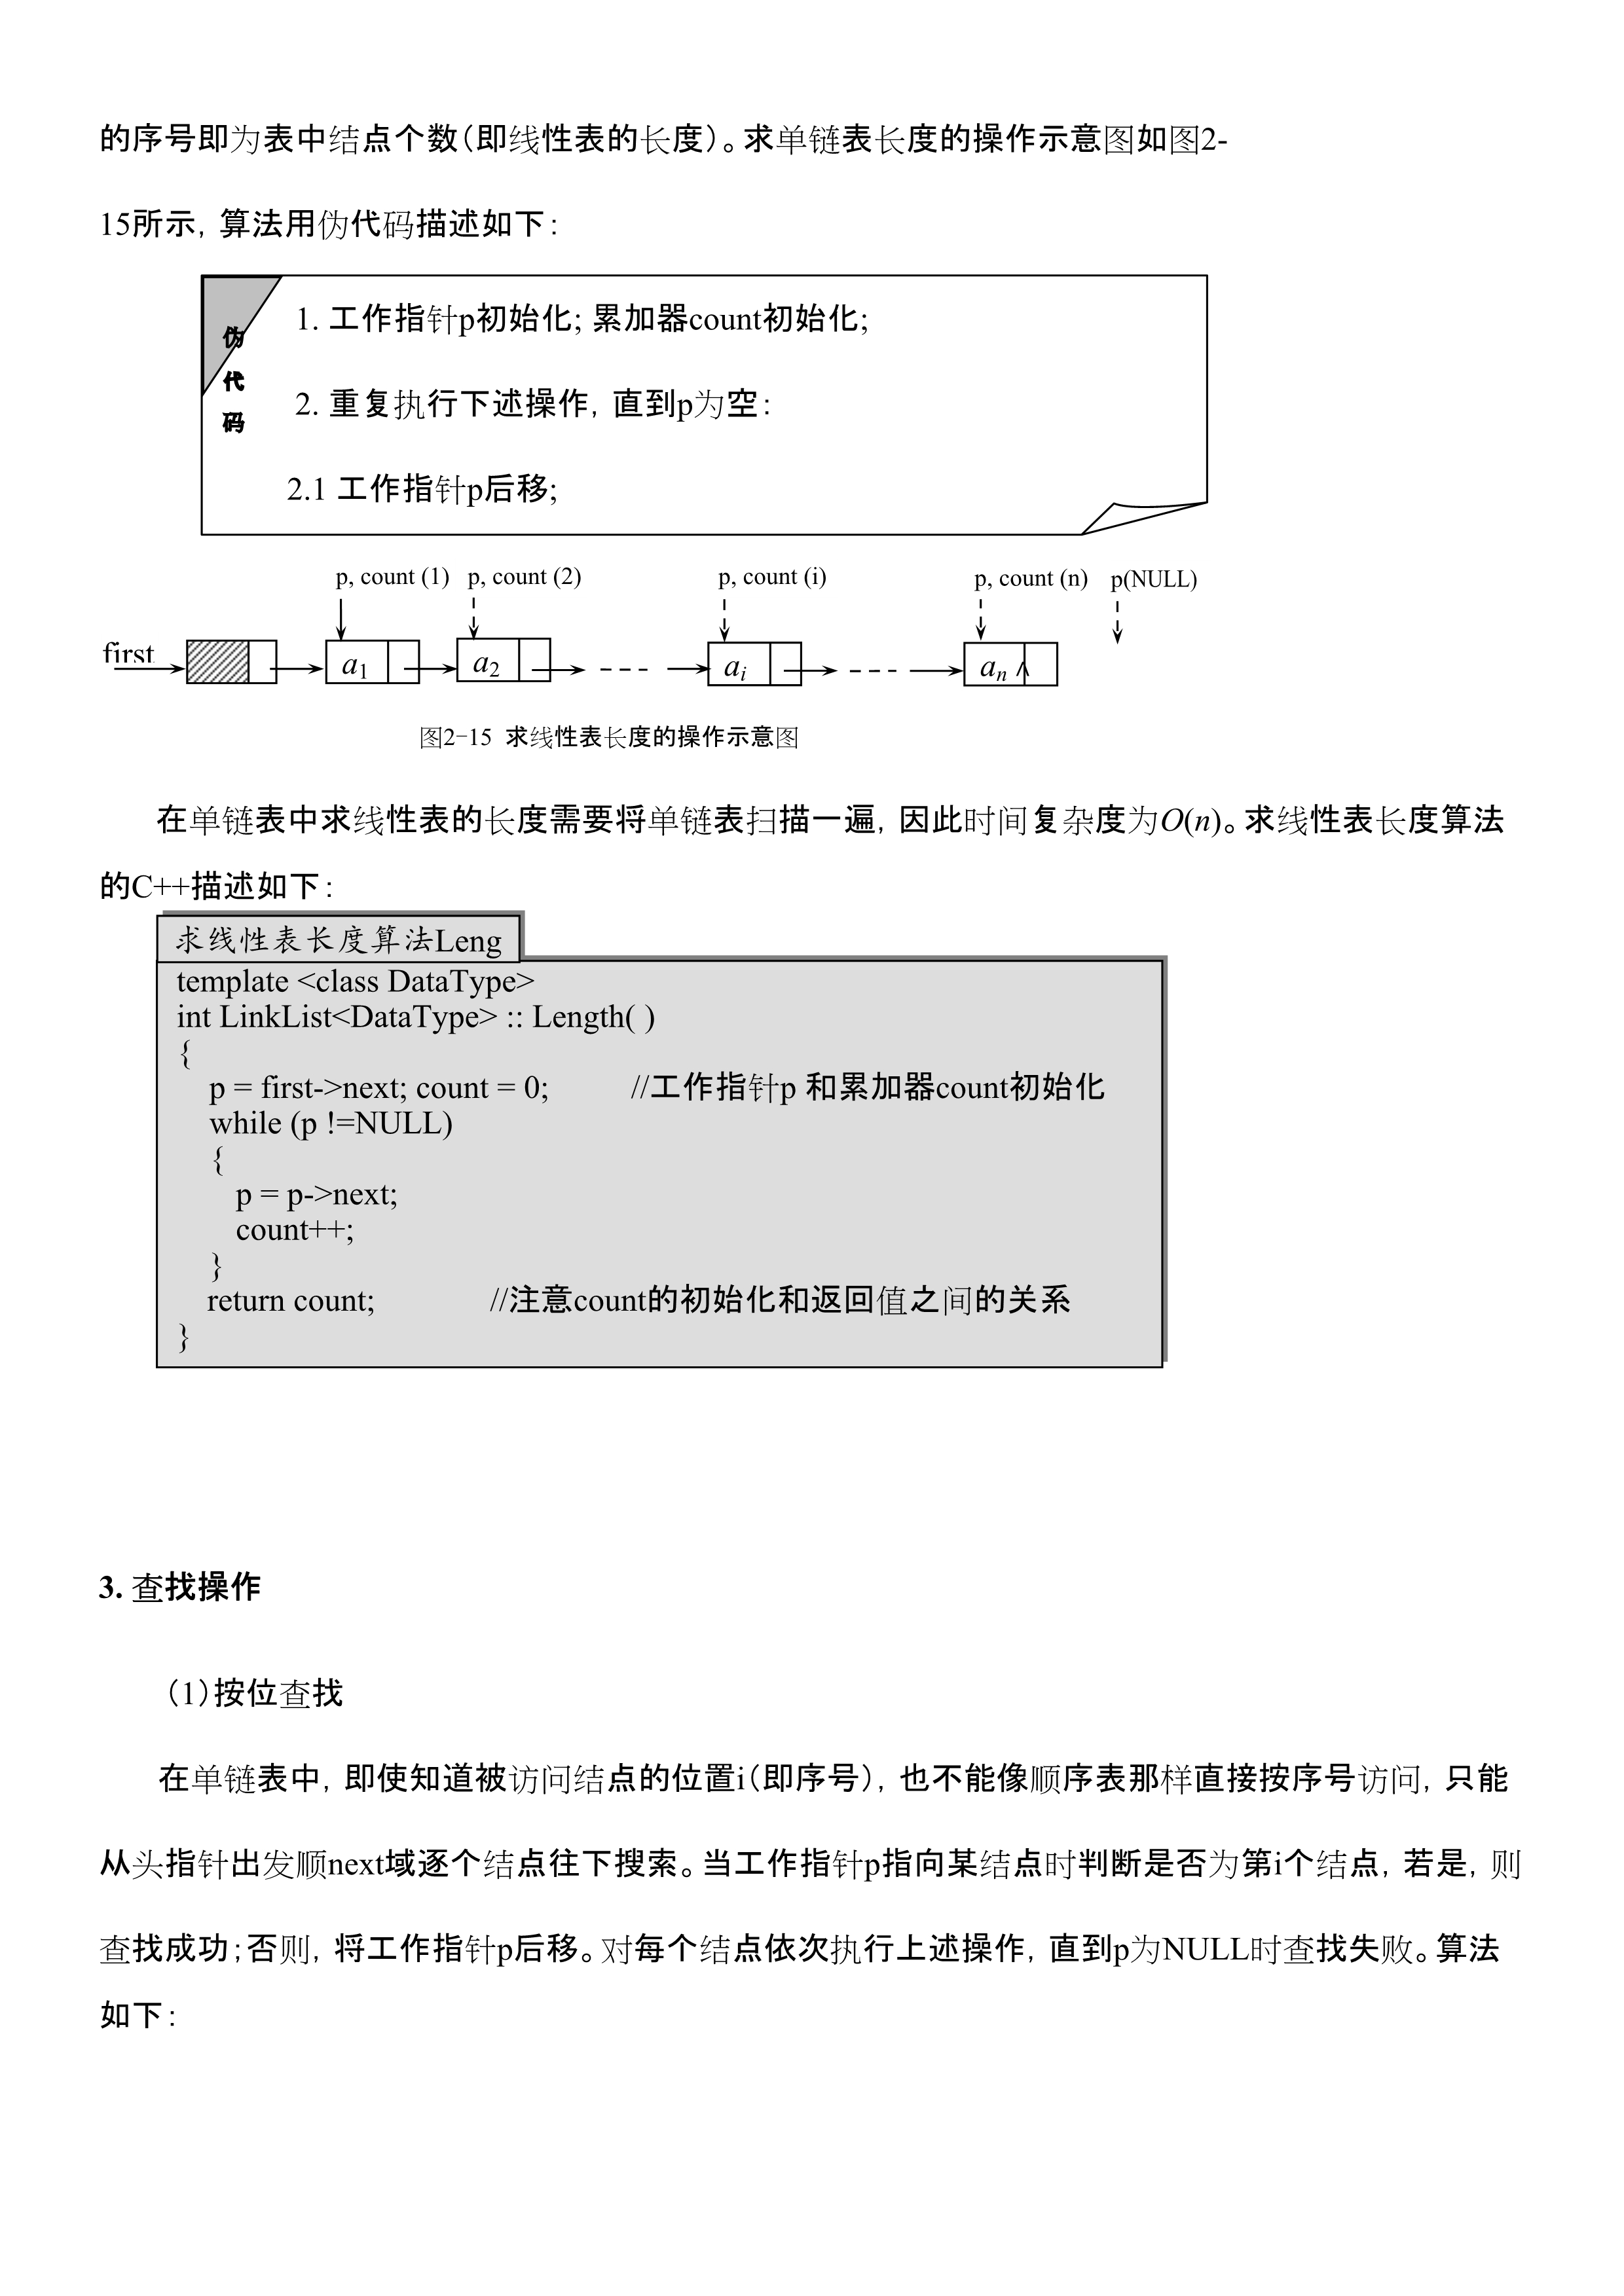 的序号即为表中结点个数（即线性表的长度）。求单链表长度的操作示意图如图2-
15所示，算法用伪代码描述如下：
伪
代
码
1. 工作指针p初始化; 累加器count初始化;
2. 重复执行下述操作，直到p为空：
2.1 工作指针p后移;
p, count (1) p, count (2) p, count (i) p, count (n) p(NULL)
first a1 a2 ai an ∧
图2-15 求线性表长度的操作示意图
在单链表中求线性表的长度需要将单链表扫描一遍，因此时间复杂度为O(n)。求线性表长度算法
的C++描述如下：
求线性表长度算法Leng
template <class DataType>
int LinkList<DataType> :: Length( )
{
p = first->next; count = 0; //工作指针p 和累加器count初始化
while (p !=NULL)
{
p = p->next;
count++;
}
return count; //注意count的初始化和返回值之间的关系
}
3. 查找操作
（1）按位查找
在单链表中，即使知道被访问结点的位置i（即序号），也不能像顺序表那样直接按序号访问，只能
从头指针出发顺next域逐个结点往下搜索。当工作指针p指向某结点时判断是否为第i个结点，若是，则
查找成功；否则，将工作指针p后移。对每个结点依次执行上述操作，直到p为NULL时查找失败。算法
如下：